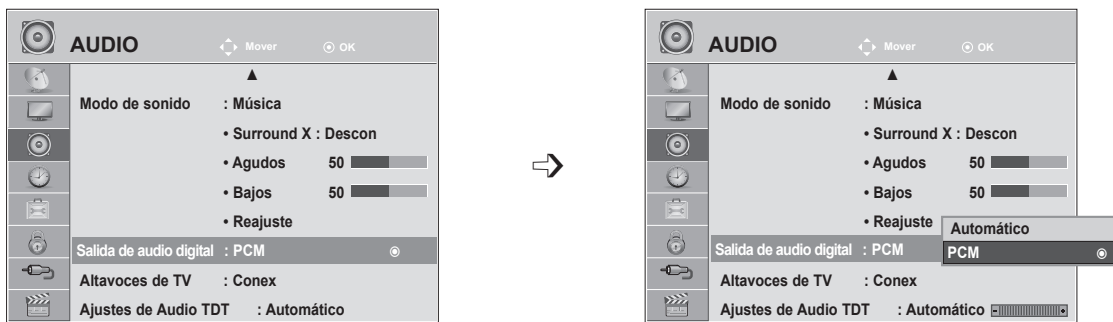 AUDIO Mover OK
Modo de sonido : Música
• Surround X : Descon
• Agudos 50
• Bajos 50
• Reajuste
Salida de audio digital : PCM
Altavoces de TV : Conex
Ajustes de Audio TDT : Automático
AUDIO Mover OK
Modo de sonido : Música
• Surround X : Descon
• Agudos 50
• Bajos 50
• Reajuste
Automático
Salida de audio digital : PCM
PCM
Altavoces de TV : Conex
Ajustes de Audio TDT : Automático